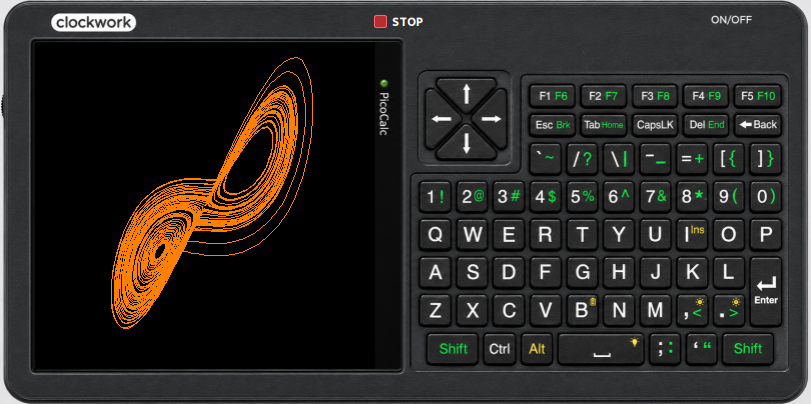 clockwork
STOP
ON/OFF
PicoCalc
F1 F6 F2 F7 F3 F8 F4 F9 F5 F10
Esc Brk Tab Home CapsLK Del End Back
` ~ / ? \ | - _ = + [ { ] }
1 ! 2 @ 3 # 4 $ 5 % 6 ^ 7 & 8 * 9 ( 0 )
Q W E R T Y U I Ins O P
A S D F G H J K L
Enter
Z X C V B N M , < . >
Shift Ctrl Alt ; : ‘ “ Shift